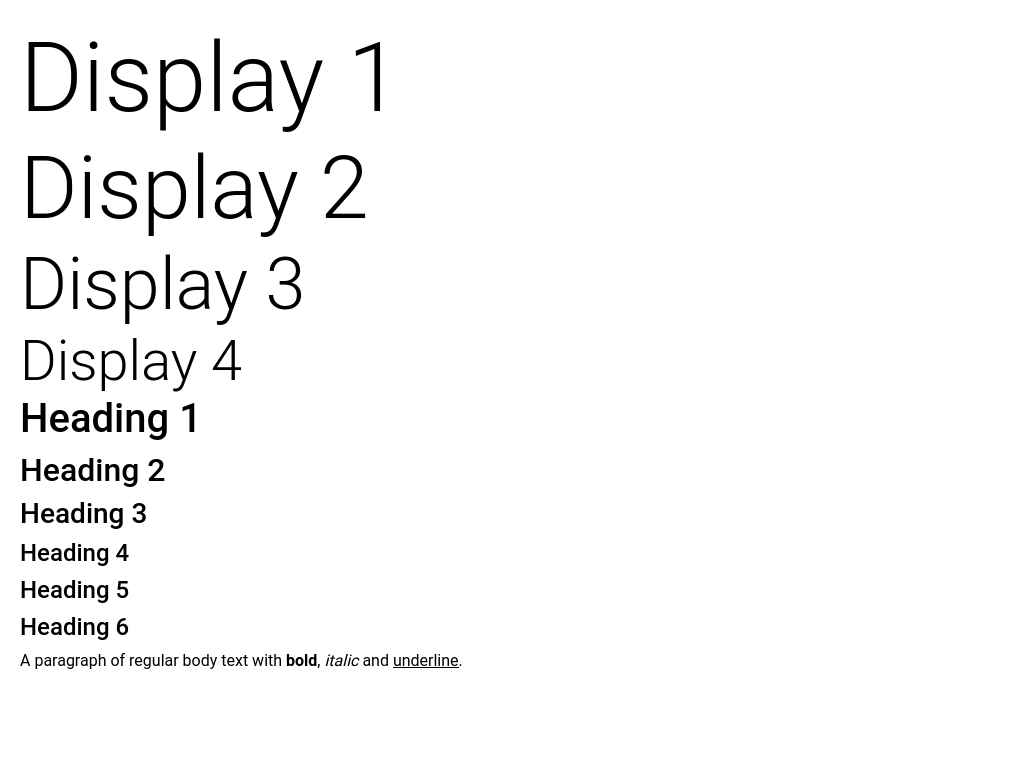 Display 1
Display 2
Display 3
Display 4
Heading 1
Heading 2
Heading 3
Heading 4
Heading 5
Heading 6
A paragraph of regular body text with bold, italic and underline.